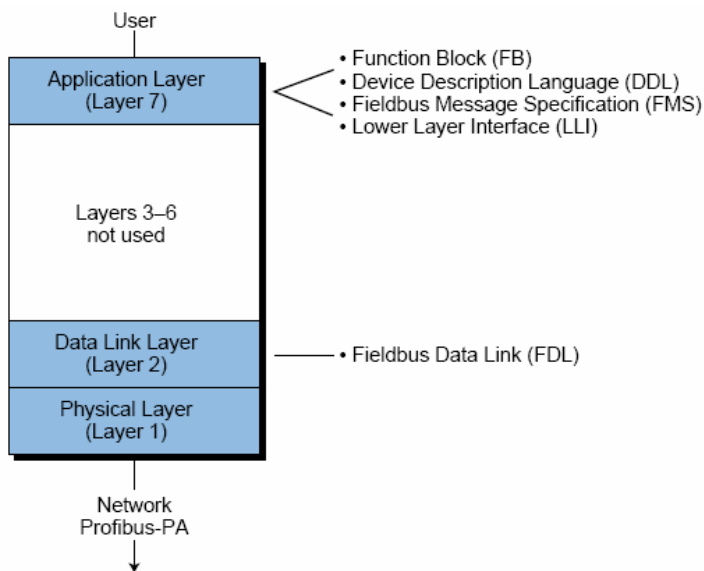 User
Application Layer
(Layer 7)
• Function Block (FB)
• Device Description Language (DDL)
• Fieldbus Message Specification (FMS)
• Lower Layer Interface (LLI)
Layers 3–6
not used
Data Link Layer
(Layer 2)
• Fieldbus Data Link (FDL)
Physical Layer
(Layer 1)
Network
Profibus-PA